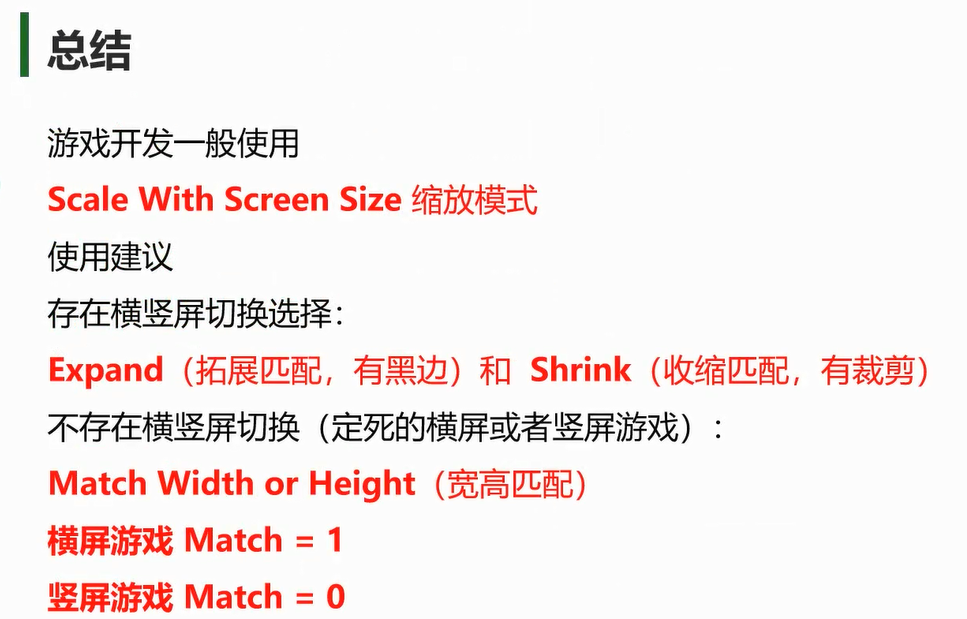 总结
游戏开发一般使用
Scale With Screen Size 缩放模式
使用建议
存在横竖屏切换选择：
Expand（拓展匹配，有黑边）和 Shrink（收缩匹配，有裁剪）
不存在横竖屏切换（定死的横屏或者竖屏游戏）：
Match Width or Height（宽高匹配）
横屏游戏 Match = 1
竖屏游戏 Match = 0